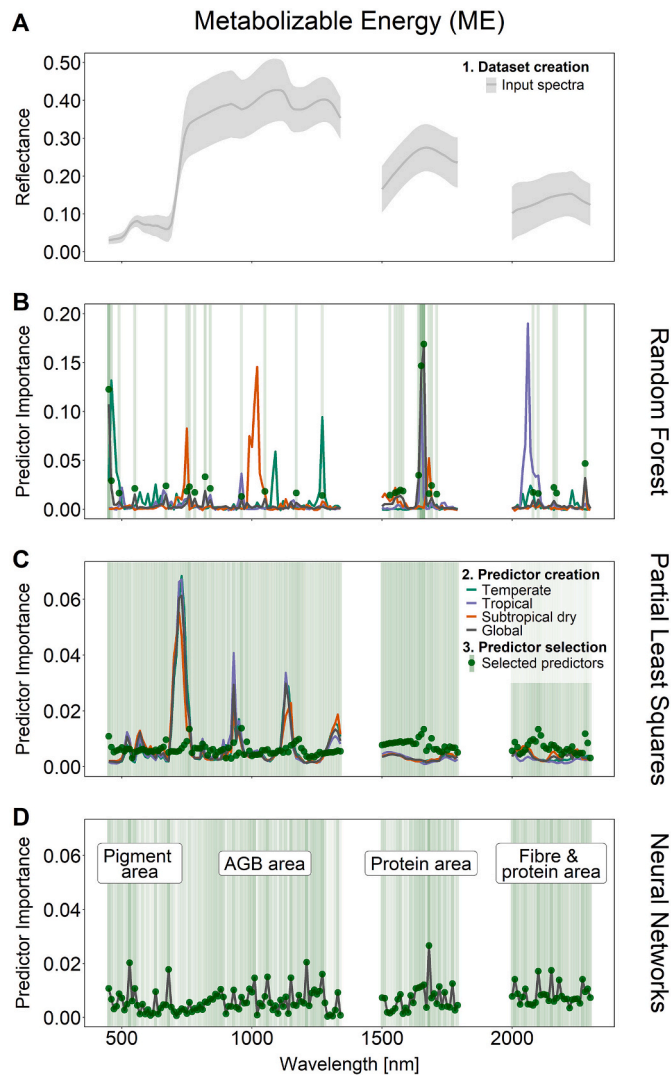 Metabolizable Energy (ME)
A
0.50
0.40
0.30
0.20
0.10
0.00
Reflectance
1. Dataset creation
Input spectra
B
0.20
0.15
0.10
0.05
0.00
Predictor Importance
Random Forest
C
0.06
0.04
0.02
0.00
Predictor Importance
2. Predictor creation
Temperate
Tropical
Subtropical dry
Global
3. Predictor selection
Selected predictors
Partial Least Squares
D
0.06
0.04
0.02
0.00
Predictor Importance
Pigment
area
AGB area
Protein area
Fibre &
protein area
Neural Networks
500
1000
1500
2000
Wavelength [nm]